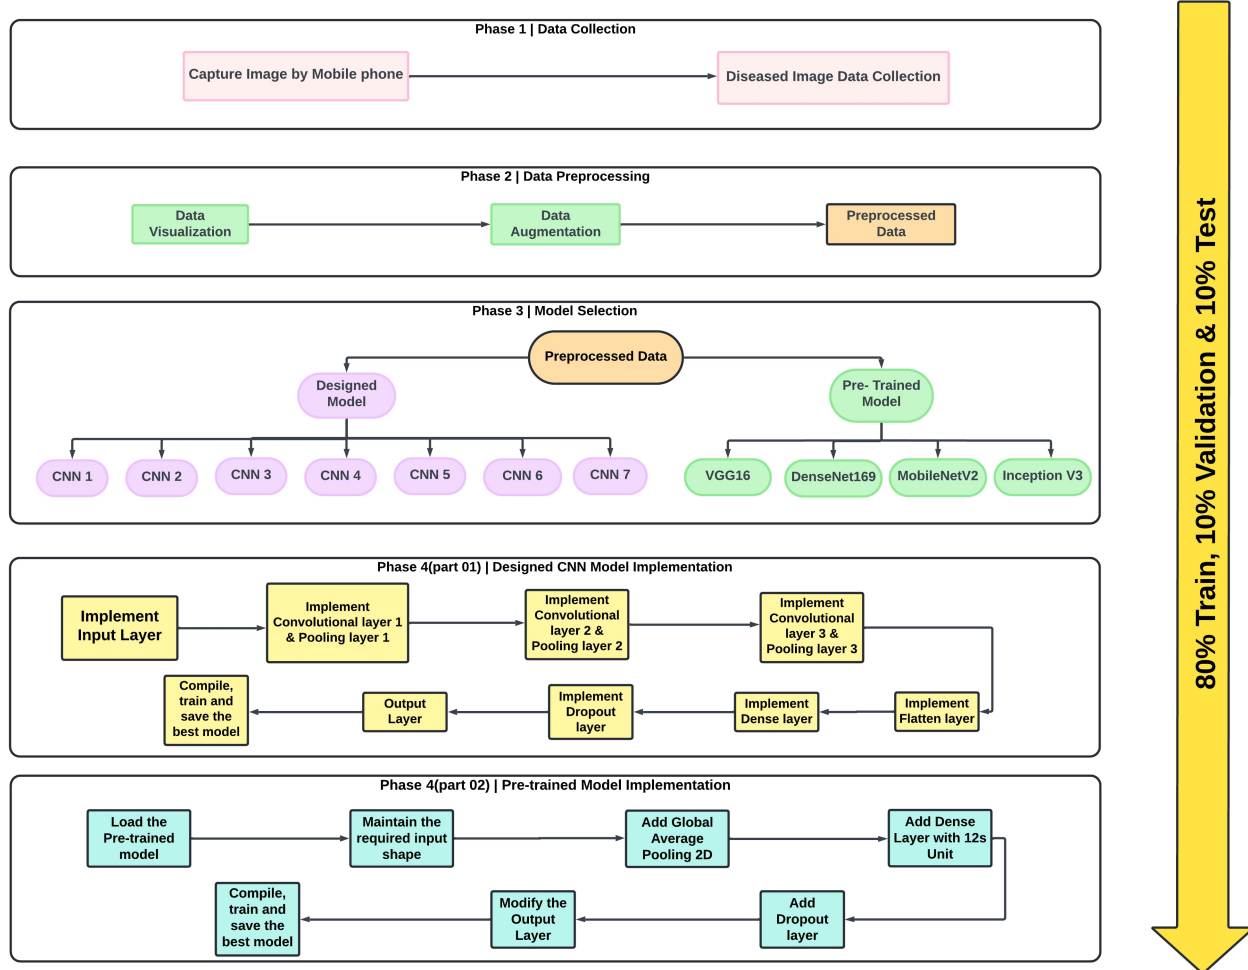 Phase 1 | Data Collection
Capture Image by Mobile phone
Diseased Image Data Collection
Phase 2 | Data Preprocessing
Data
Visualization
Data
Augmentation
Preprocessed
Data
Phase 3 | Model Selection
Preprocessed Data
Designed
Model
Pre- Trained
Model
CNN 1
CNN 2
CNN 3
CNN 4
CNN 5
CNN 6
CNN 7
VGG16
DenseNet169
MobileNetV2
Inception V3
Phase 4(part 01) | Designed CNN Model Implementation
Implement
Input Layer
Implement
Convolutional layer 1
& Pooling layer 1
Implement
Convolutional
layer 2 &
Pooling layer 2
Implement
Convolutional
layer 3 &
Pooling layer 3
Implement
Flatten layer
Implement
Dense layer
Implement
Dropout
layer
Output
Layer
Compile,
train and
save the
best model
Phase 4(part 02) | Pre-trained Model Implementation
Load the
Pre-trained
model
Maintain the
required input
shape
Add Global
Average
Pooling 2D
Add Dense
Layer with 12s
Unit
Add
Dropout
layer
Modify the
Output
Layer
Compile,
train and
save the
best model
80% Train, 10% Validation & 10% Test